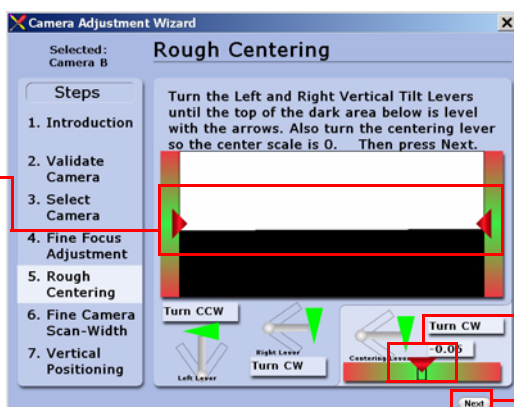 Camera Adjustment Wizard
Selected:
Camera B
Rough Centering
Steps
1. Introduction
2. Validate
Camera
3. Select
Camera
4. Fine Focus
Adjustment
5. Rough
Centering
6. Fine Camera
Scan-Width
7. Vertical
Positioning
Turn the Left and Right Vertical Tilt Levers
until the top of the dark area below is level
with the arrows. Also turn the centering lever
so the center scale is 0. Then press Next.
Turn CCW
Left Lever
Right Lever
Turn CW
Centering Lever
Turn CW
-0.05
Next